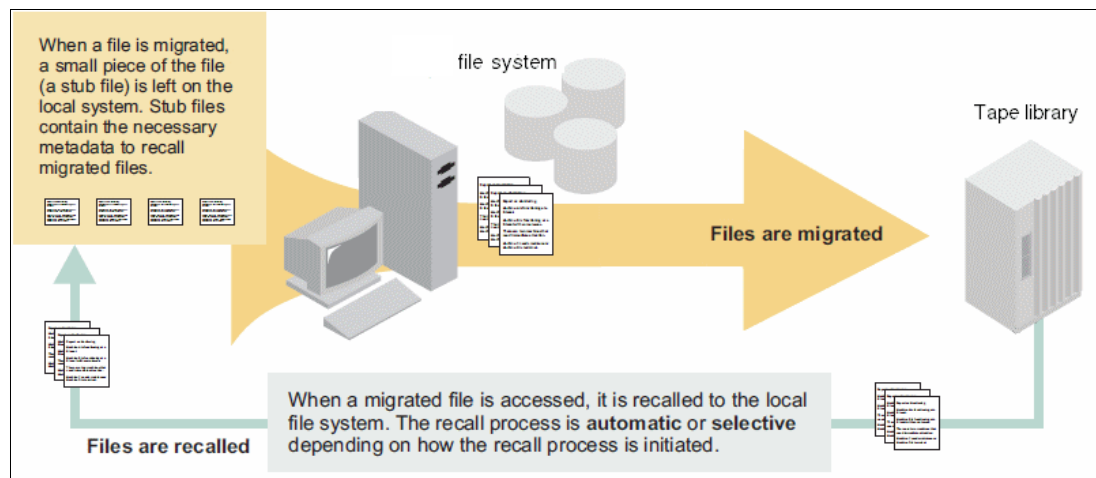 When a file is migrated,
a small piece of the file
(a stub file) is left on the
local system. Stub files
contain the necessary
metadata to recall
migrated files.
file system
Tape library
Files are migrated
When a migrated file is accessed, it is recalled to the local
file system. The recall process is automatic or selective
depending on how the recall process is initiated.
Files are recalled